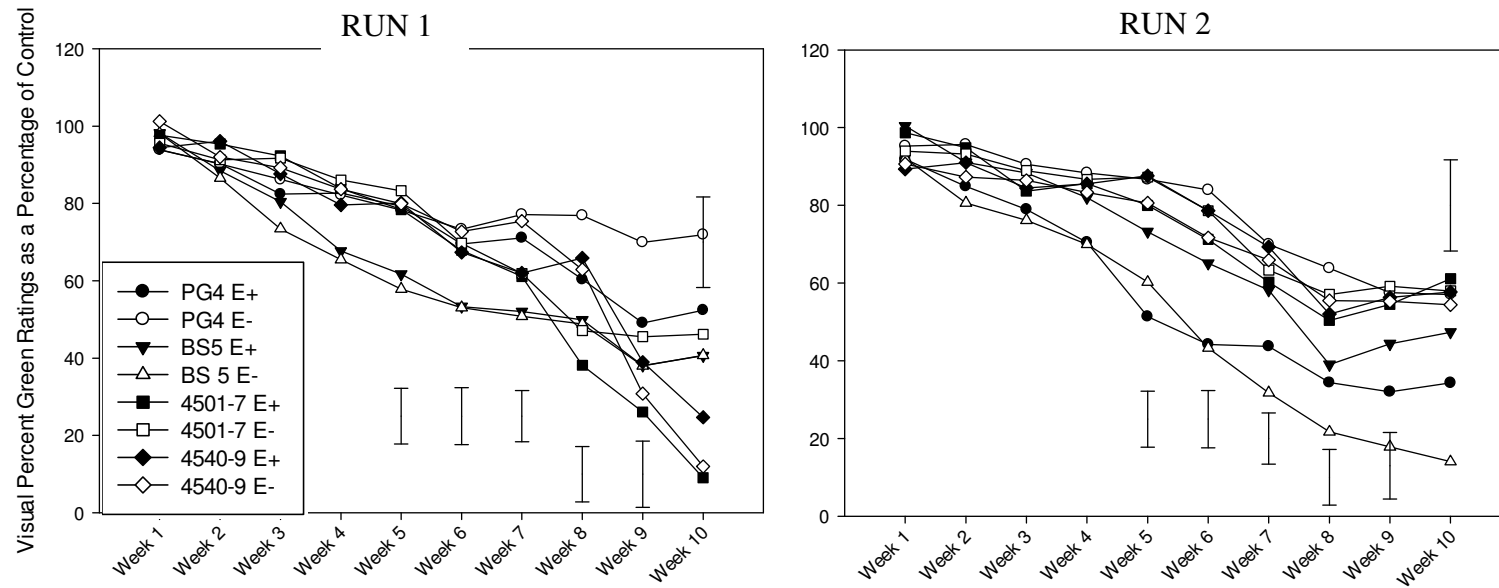 RUN 1
RUN 2
Visual Percent Green Ratings as a Percentage of Control
120
100
80
60
40
20
0
PG4 E+
PG4 E-
BS5 E+
BS 5 E-
4501-7 E+
4501-7 E-
4540-9 E+
4540-9 E-
Week 1
Week 2
Week 3
Week 4
Week 5
Week 6
Week 7
Week 8
Week 9
Week 10
120
100
80
60
40
20
0
Week 1
Week 2
Week 3
Week 4
Week 5
Week 6
Week 7
Week 8
Week 9
Week 10